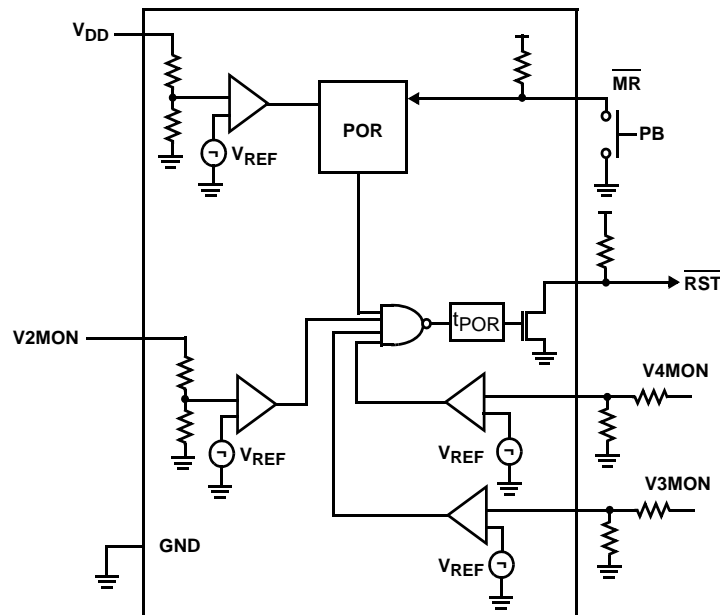 VDD
MR
POR
PB
VREF
RST
tPOR
V2MON
V4MON
VREF
VREF
V3MON
GND
VREF